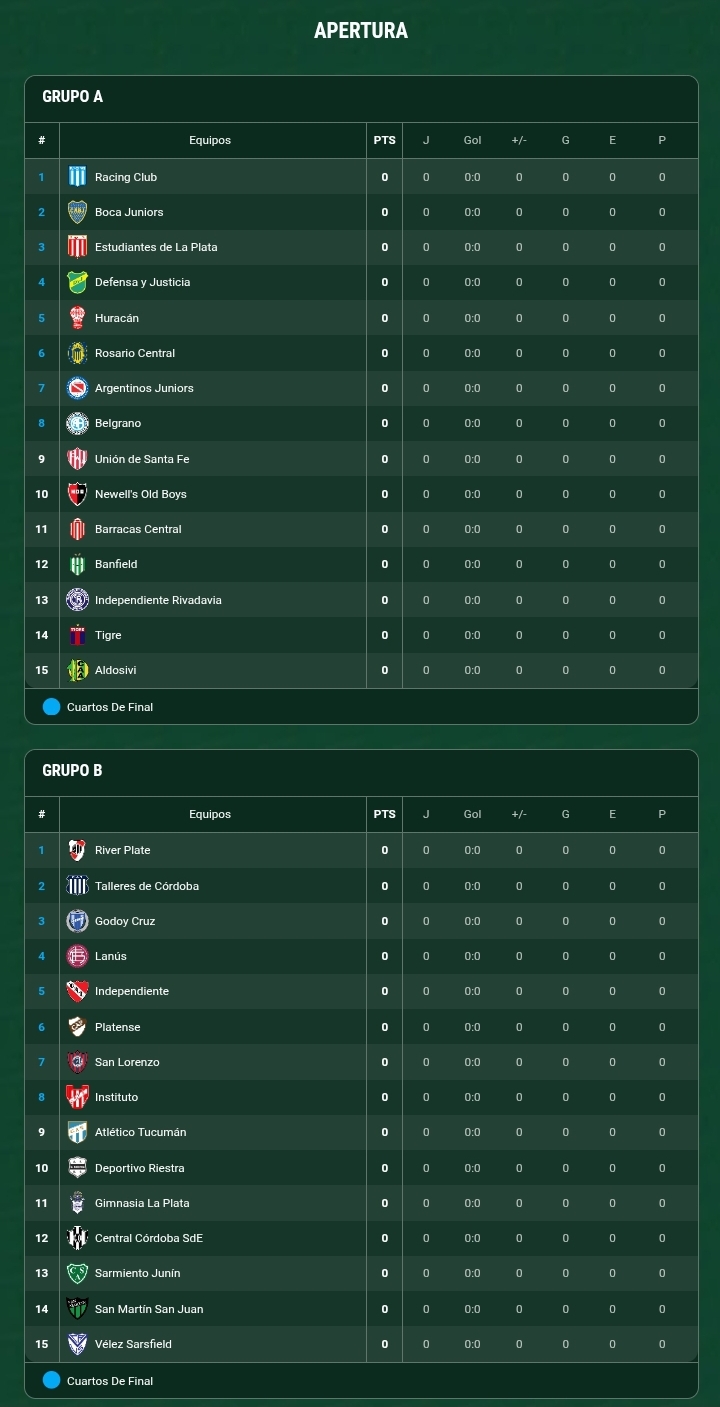 APERTURA
GRUPO A
# Equipos PTS J Gol +/- G E P
1 Racing Club 0 0 0:0 0 0 0 0
2 Boca Juniors 0 0 0:0 0 0 0 0
3 Estudiantes de La Plata 0 0 0:0 0 0 0 0
4 Defensa y Justicia 0 0 0:0 0 0 0 0
5 Huracán 0 0 0:0 0 0 0 0
6 Rosario Central 0 0 0:0 0 0 0 0
7 Argentinos Juniors 0 0 0:0 0 0 0 0
8 Belgrano 0 0 0:0 0 0 0 0
9 Unión de Santa Fe 0 0 0:0 0 0 0 0
10 Newell's Old Boys 0 0 0:0 0 0 0 0
11 Barracas Central 0 0 0:0 0 0 0 0
12 Banfield 0 0 0:0 0 0 0 0
13 Independiente Rivadavia 0 0 0:0 0 0 0 0
14 Tigre 0 0 0:0 0 0 0 0
15 Aldosivi 0 0 0:0 0 0 0 0
Cuartos De Final
GRUPO B
# Equipos PTS J Gol +/- G E P
1 River Plate 0 0 0:0 0 0 0 0
2 Talleres de Córdoba 0 0 0:0 0 0 0 0
3 Godoy Cruz 0 0 0:0 0 0 0 0
4 Lanús 0 0 0:0 0 0 0 0
5 Independiente 0 0 0:0 0 0 0 0
6 Platense 0 0 0:0 0 0 0 0
7 San Lorenzo 0 0 0:0 0 0 0 0
8 Instituto 0 0 0:0 0 0 0 0
9 Atlético Tucumán 0 0 0:0 0 0 0 0
10 Deportivo Riestra 0 0 0:0 0 0 0 0
11 Gimnasia La Plata 0 0 0:0 0 0 0 0
12 Central Córdoba SdE 0 0 0:0 0 0 0 0
13 Sarmiento Junín 0 0 0:0 0 0 0 0
14 San Martín San Juan 0 0 0:0 0 0 0 0
15 Vélez Sarsfield 0 0 0:0 0 0 0 0
Cuartos De Final